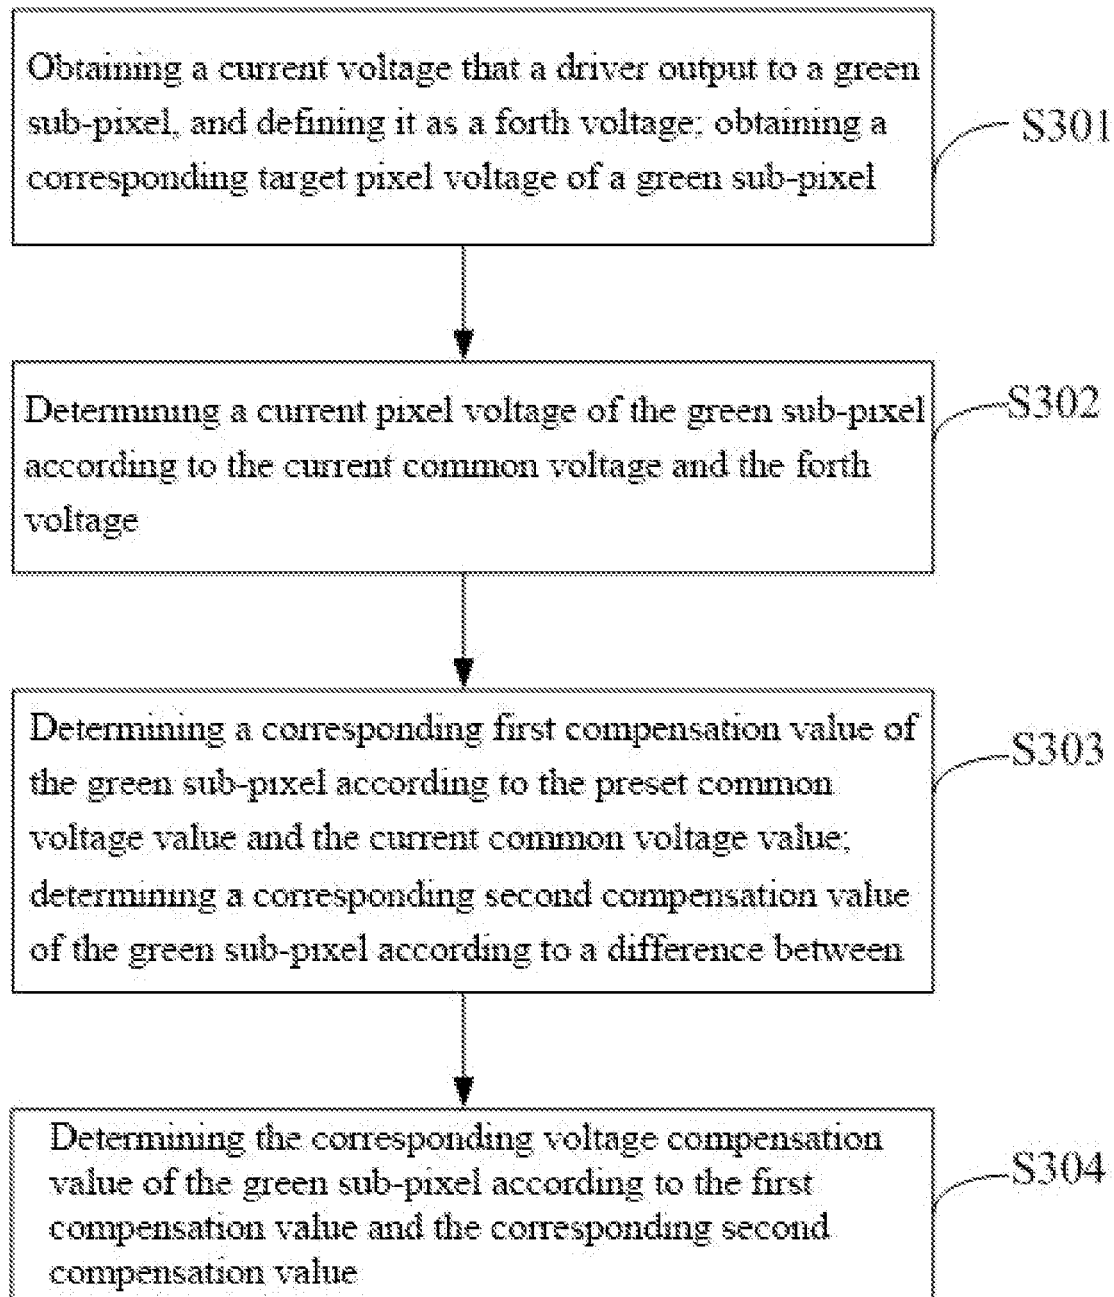 Obtaining a current voltage that a driver output to a green
sub-pixel, and defining it as a forth voltage; obtaining a
corresponding target pixel voltage of a green sub-pixel
S301
Determining a current pixel voltage of the green sub-pixel
according to the current common voltage and the forth
voltage
S302
Determining a corresponding first compensation value of
the green sub-pixel according to the preset common
voltage value and the current common voltage value;
determining a corresponding second compensation value
of the green sub-pixel according to a difference between
S303
Determining the corresponding voltage compensation
value of the green sub-pixel according to the first
compensation value and the corresponding second
compensation value
S304